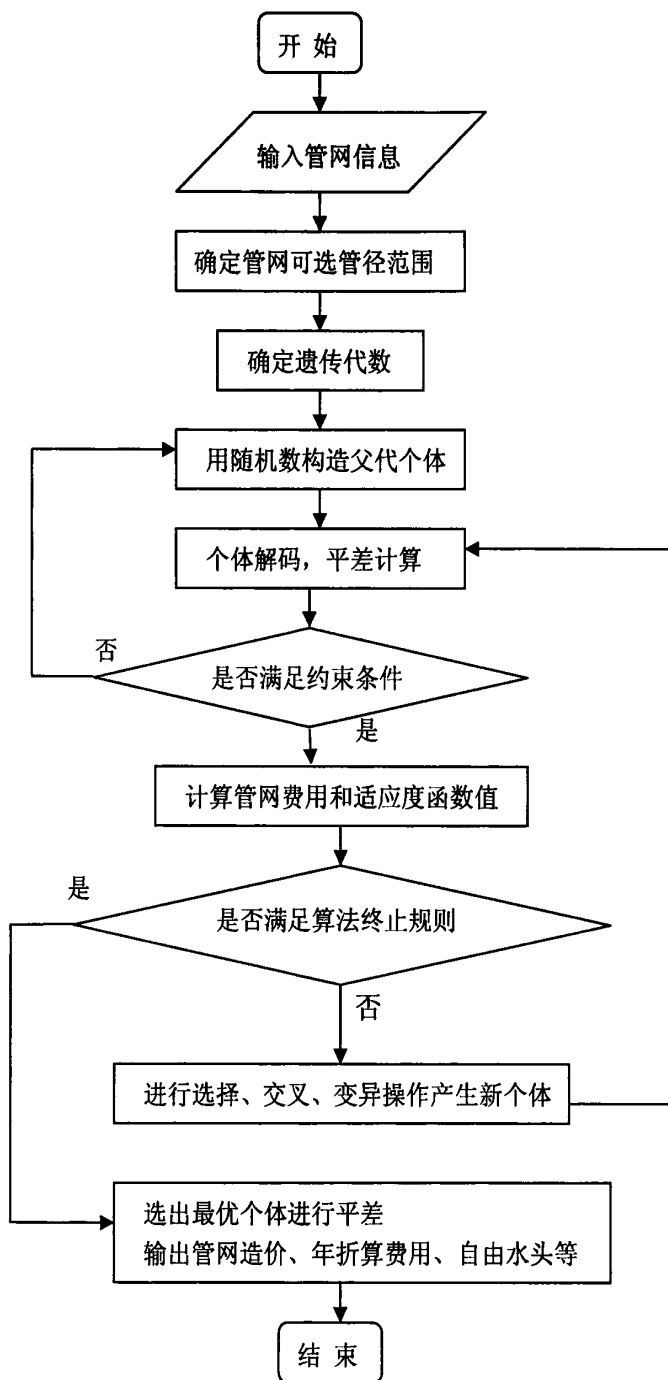 开 始
输入管网信息
确定管网可选管径范围
确定遗传代数
用随机数构造父代个体
个体解码，平差计算
否
是否满足约束条件
是
计算管网费用和适应度函数值
是
是否满足算法终止规则
否
进行选择、交叉、变异操作产生新个体
选出最优个体进行平差
输出管网造价、年折算费用、自由水头等
结 束